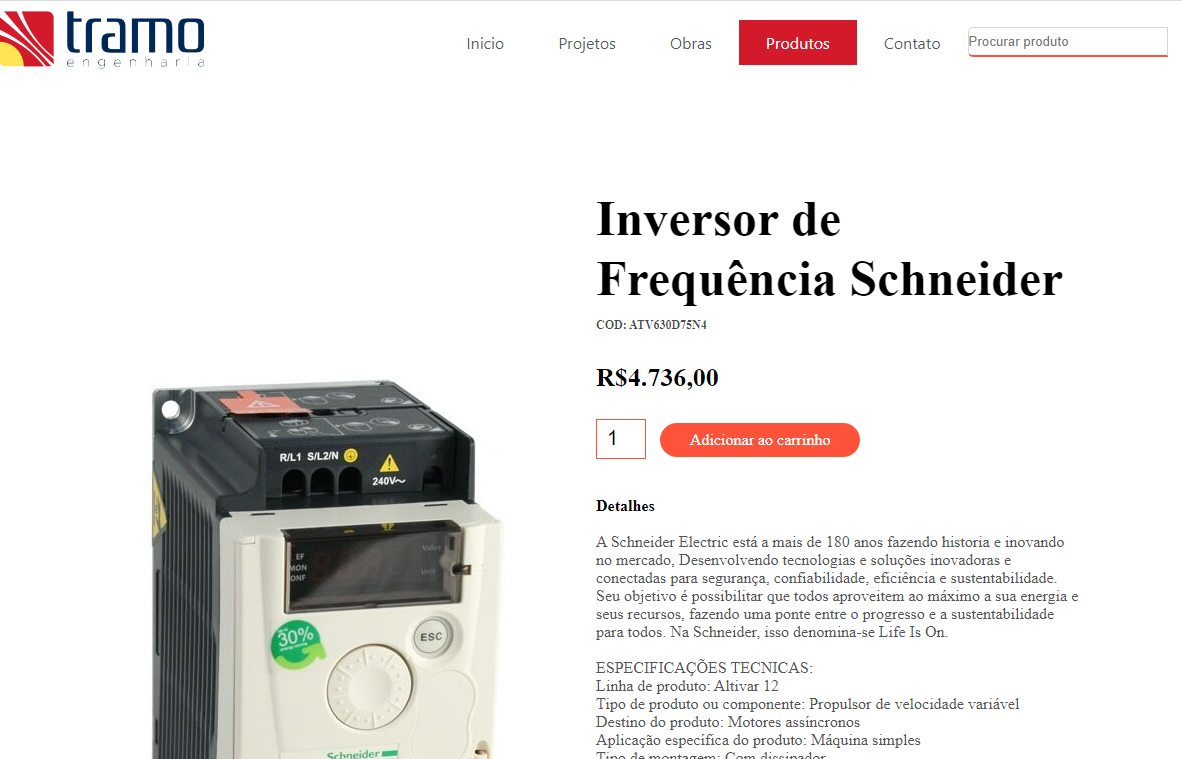 tramo
engenharia
Inicio
Projetos
Obras
Produtos
Contato
Procurar produto
Inversor de
Frequência Schneider
COD: ATV630D75N4
R$4.736,00
1
Adicionar ao carrinho
Detalhes
A Schneider Electric está a mais de 180 anos fazendo historia e inovando
no mercado, Desenvolvendo tecnologias e soluções inovadoras e
conectadas para segurança, confiabilidade, eficiência e sustentabilidade.
Seu objetivo é possibilitar que todos aproveitem ao máximo a sua energia e
seus recursos, fazendo uma ponte entre o progresso e a sustentabilidade
para todos. Na Schneider, isso denomina-se Life Is On.
ESPECIFICAÇÕES TECNICAS:
Linha de produto: Altivar 12
Tipo de produto ou componente: Propulsor de velocidade variável
Destino do produto: Motores assíncronos
Aplicação específica do produto: Máquina simples
Tipo de montagem: Com dissipador
R/L1 S/L2/N
240V~
EF
MON
ONF
Value
Unit
30%
ESC
Schneider